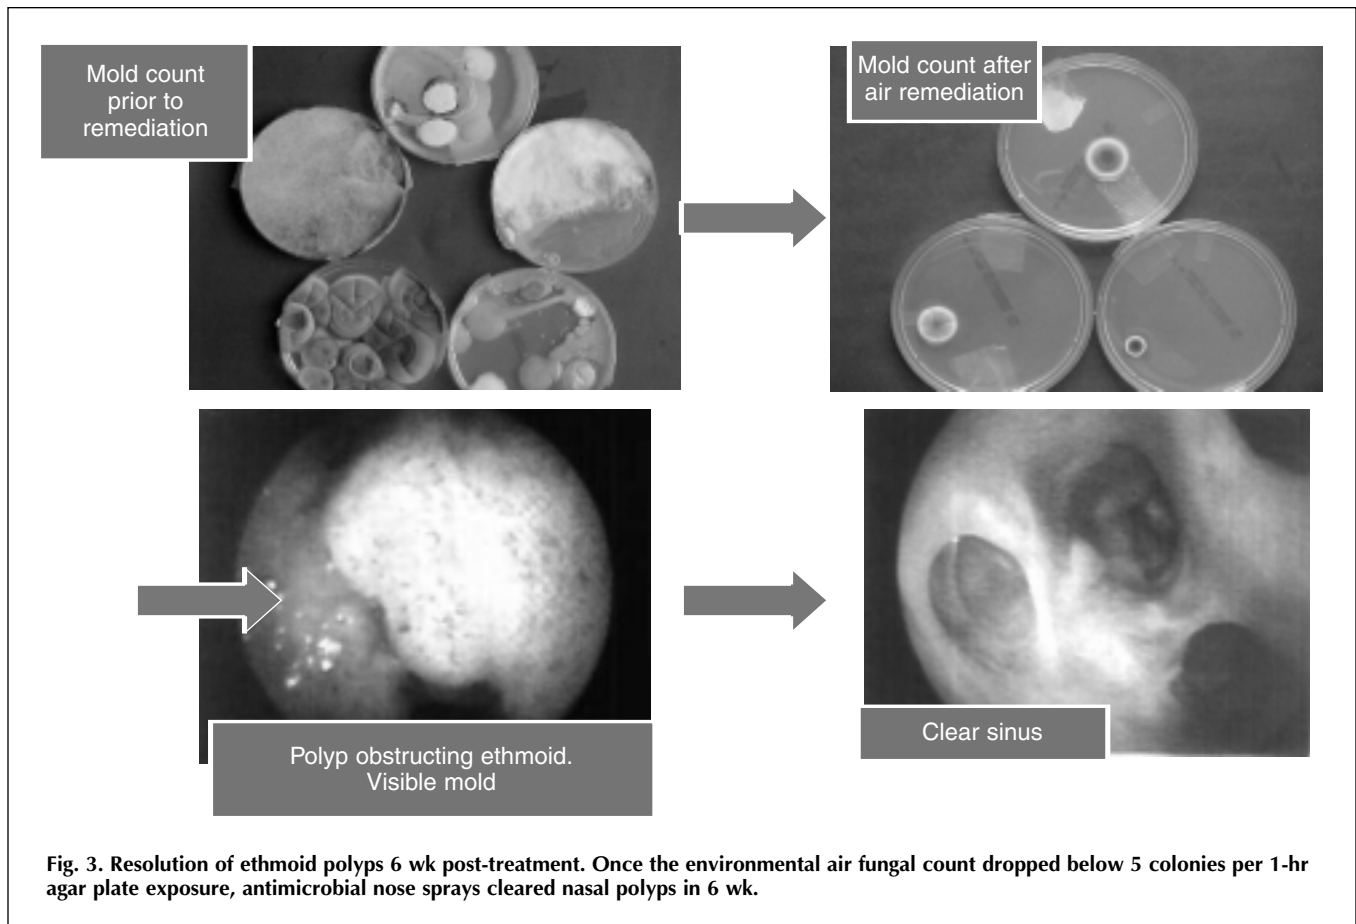 Mold count
prior to
remediation
Mold count after
air remediation
Polyp obstructing ethmoid.
Visible mold
Clear sinus
Fig. 3. Resolution of ethmoid polyps 6 wk post-treatment. Once the environmental air fungal count dropped below 5 colonies per 1-hr
agar plate exposure, antimicrobial nose sprays cleared nasal polyps in 6 wk.